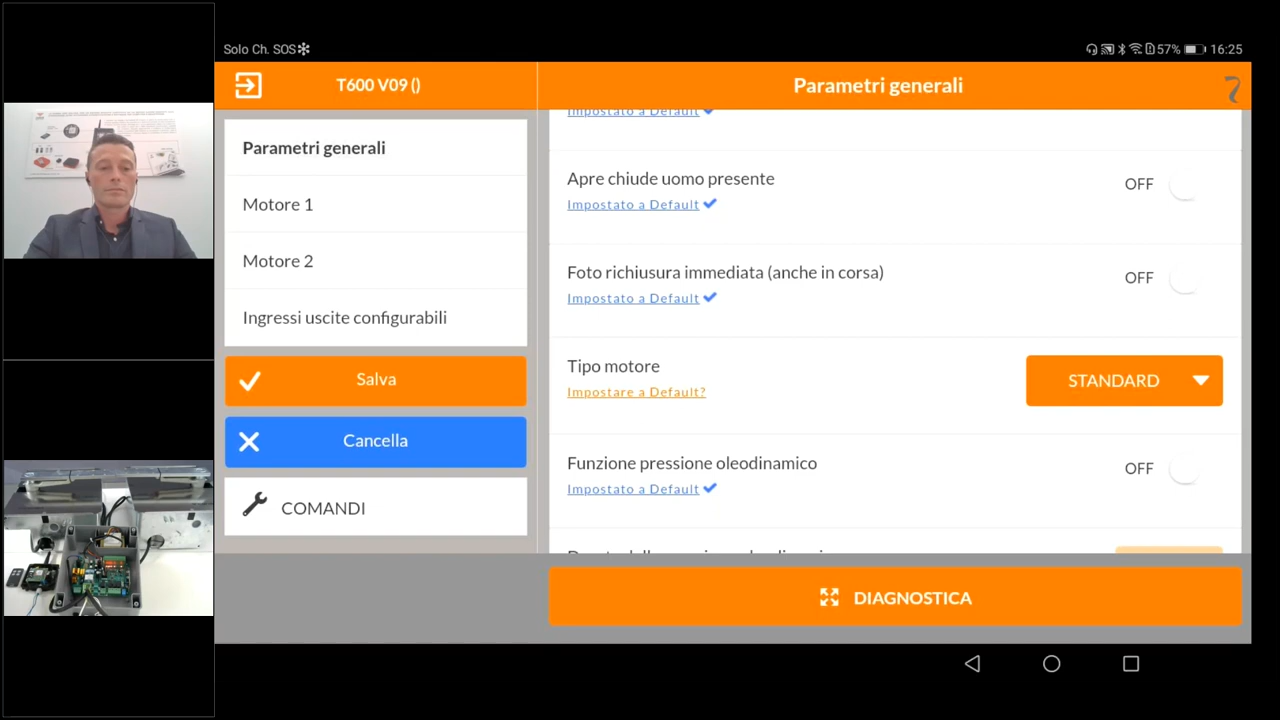 Solo Ch. SOS✻
57%
16:25
T600 V09 ()
Parametri generali
Parametri generali
Motore 1
Motore 2
Ingressi uscite configurabili
Salva
Cancella
COMANDI
Impostato a Default
Apre chiude uomo presente
Impostato a Default
OFF
Foto richiusura immediata (anche in corsa)
Impostato a Default
OFF
Tipo motore
Impostare a Default?
STANDARD
Funzione pressione oleodinamico
Impostato a Default
OFF
DIAGNOSTICA